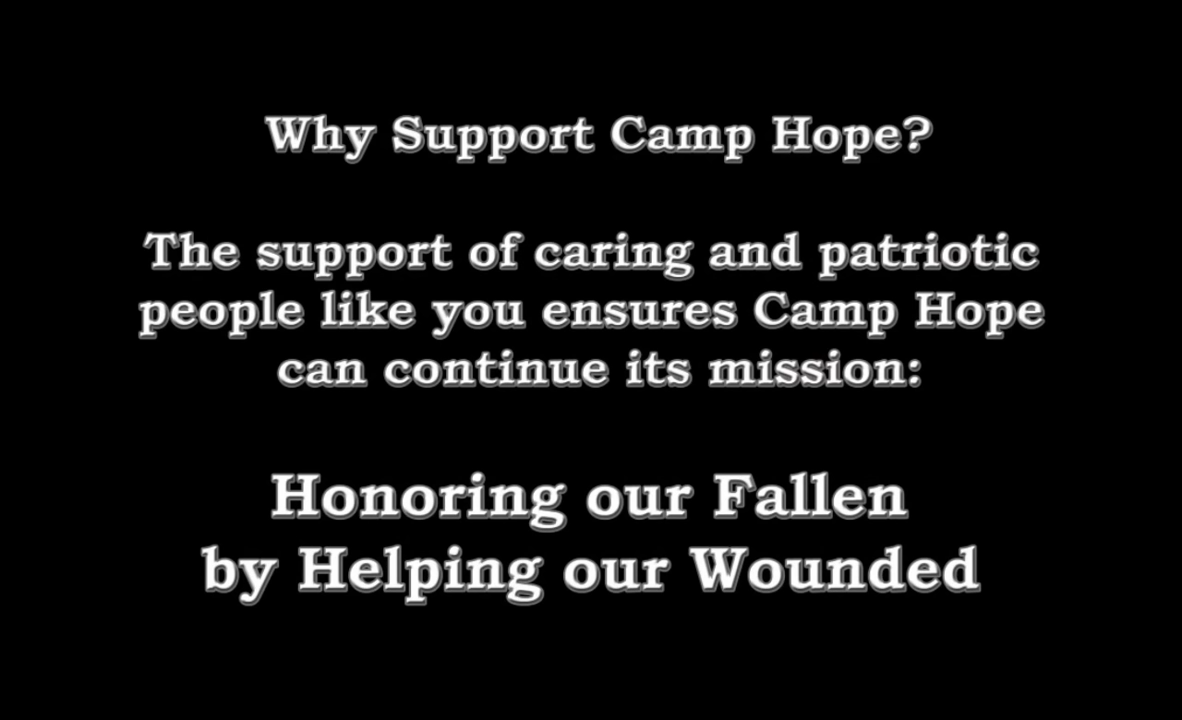 Why Support Camp Hope?
The support of caring and patriotic
people like you ensures Camp Hope
can continue its mission:
Honoring our Fallen
by Helping our Wounded